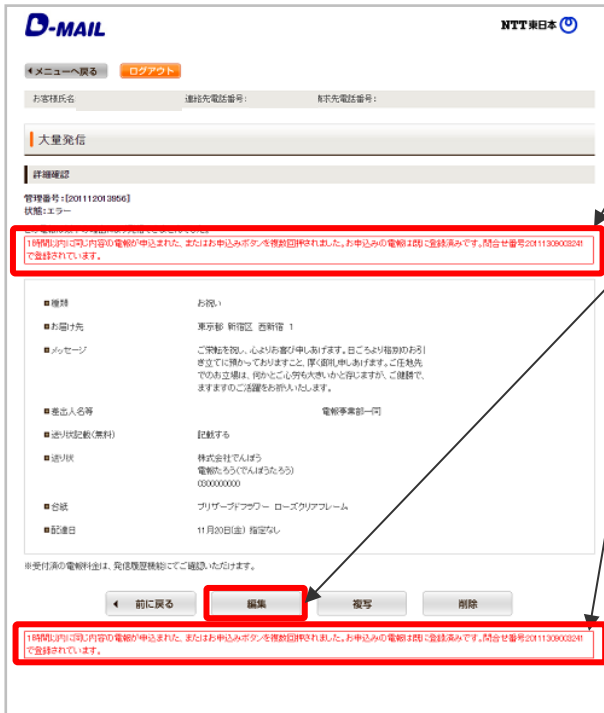 D-MAIL
NTT東日本
メニューへ戻る ログアウト
お客様氏名 連絡先電話番号: 請求先電話番号:
大量発信
詳細確認
管理番号:[201112013956]
状態:エラー
1時間以内に同じ内容の電報が申込まれた、またはお申込みボタンを複数回押されました。お申込みの電報は既に登録済みです。問合せ番号20111309003241
で登録されています。
■種類 お祝い
■お届け先 東京都 新宿区 西新宿 1
■メッセージ ご栄転を祝し、心よりお喜び申しあげます。日ごろより格別のお引
き立てに預かっておりますこと、厚く御礼申しあげます。ご任地先
でのお立場は、何かとご心労も大きいかと存じますが、ご健勝で、
ますますのご活躍をお祈りいたします。
■差出人名等 電報事業部一同
■送り状記載(無料) 記載する
■送り状 株式会社でんぽう
電報たろう(でんぽうたろう)
0300000000
■台紙 プリザーブドフラワー ローズクリアフレーム
■配達日 11月20日(金) 指定なし
※受付済の電報料金は、発信履歴機能にてご確認いただけます。
前に戻る 編集 複写 削除
1時間以内に同じ内容の電報が申込まれた、またはお申込みボタンを複数回押されました。お申込みの電報は既に登録済みです。問合せ番号20111309003241
で登録されています。